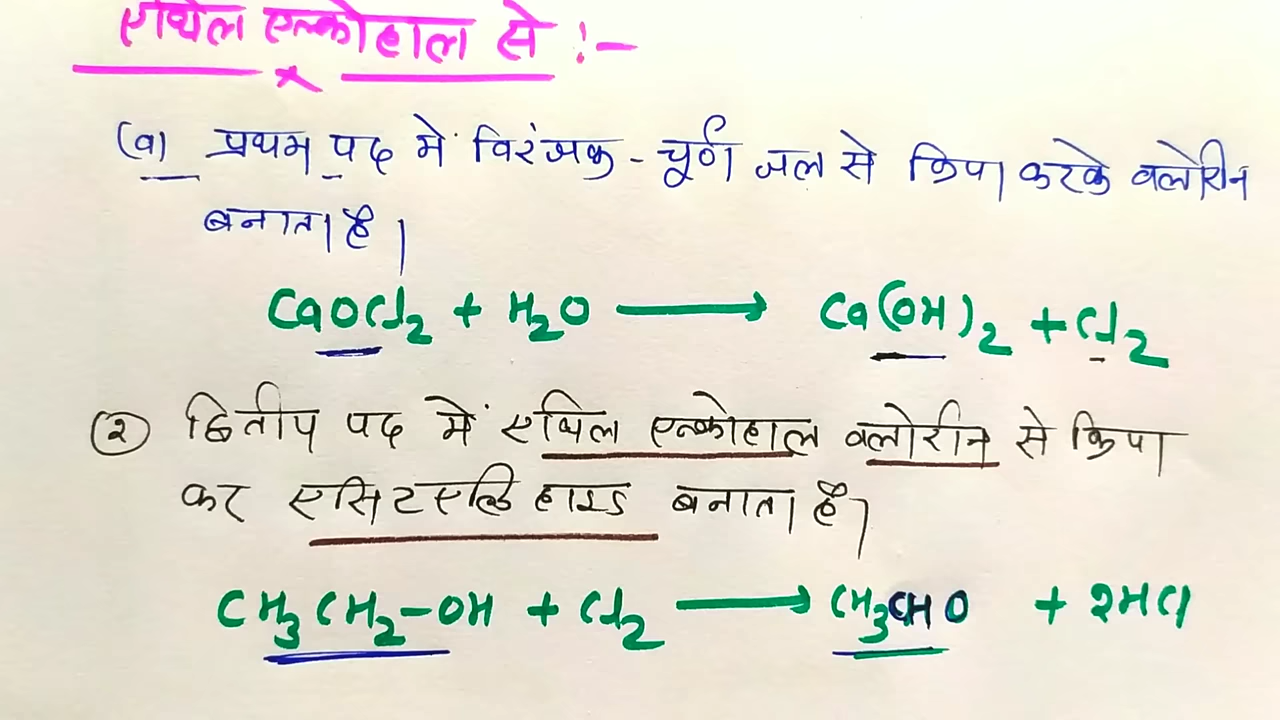 एथिल एल्कोहाल से :-
(a) प्रथम पद में विरंजक - चूर्ण जल से क्रिया करके क्लोरीन
बनाता है।
CaOCl₂ + H₂O ⟶ Ca(OH)₂ + Cl₂
(२) द्वितीय पद में एथिल एल्कोहाल क्लोरीन से क्रिया
कर एसिटएल्डिहाइड बनाता है।
CH₃CH₂-OH + Cl₂ ⟶ CH₃CHO + 2HCl